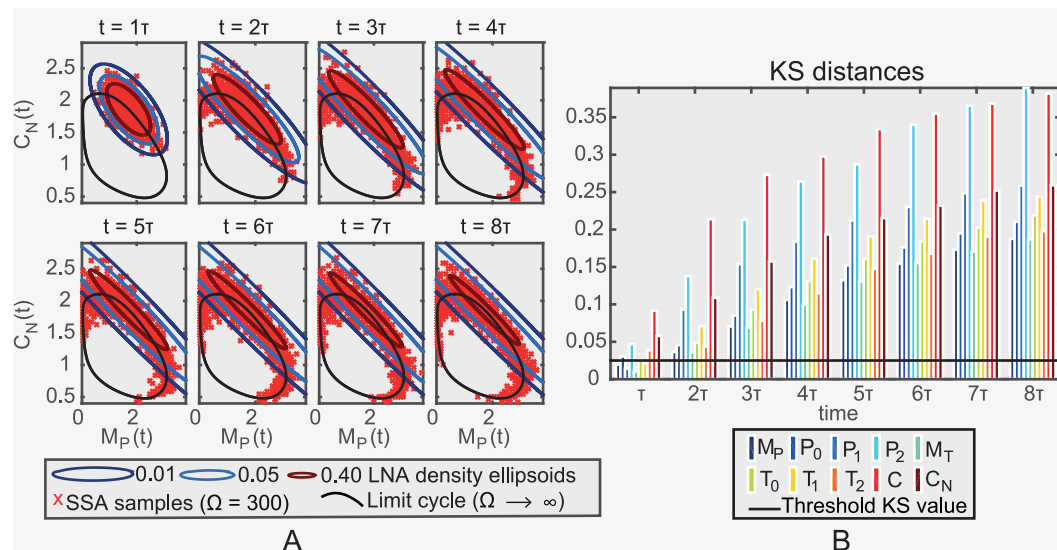 t = 1τ t = 2τ t = 3τ t = 4τ
2.5
2
1.5
1
0.5
C_N(t)
t = 5τ t = 6τ t = 7τ t = 8τ
2.5
2
1.5
1
0.5
C_N(t)
0 2 0 2 0 2 0 2
M_P(t) M_P(t) M_P(t) M_P(t)
0.01 0.05 0.40 LNA density ellipsoids
x SSA samples (Ω = 300) Limit cycle (Ω → ∞)
A
KS distances
0.35
0.3
0.25
0.2
0.15
0.1
0.05
0
τ 2τ 3τ 4τ 5τ 6τ 7τ 8τ
time
M_P P_0 P_1 P_2 M_T
T_0 T_1 T_2 C C_N
Threshold KS value
B